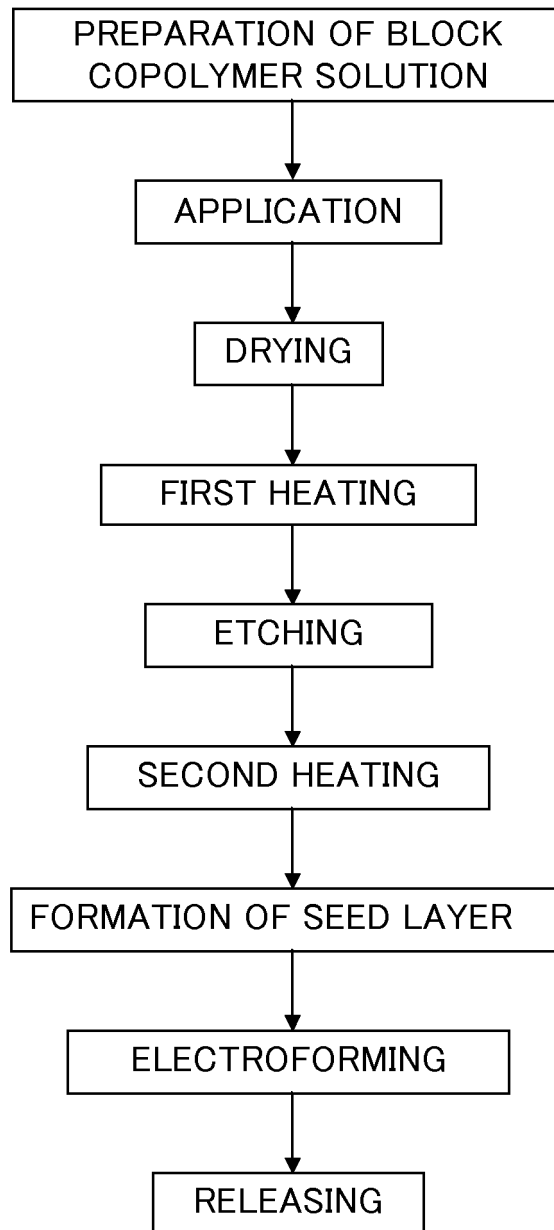 PREPARATION OF BLOCK
COPOLYMER SOLUTION
APPLICATION
DRYING
FIRST HEATING
ETCHING
SECOND HEATING
FORMATION OF SEED LAYER
ELECTROFORMING
RELEASING